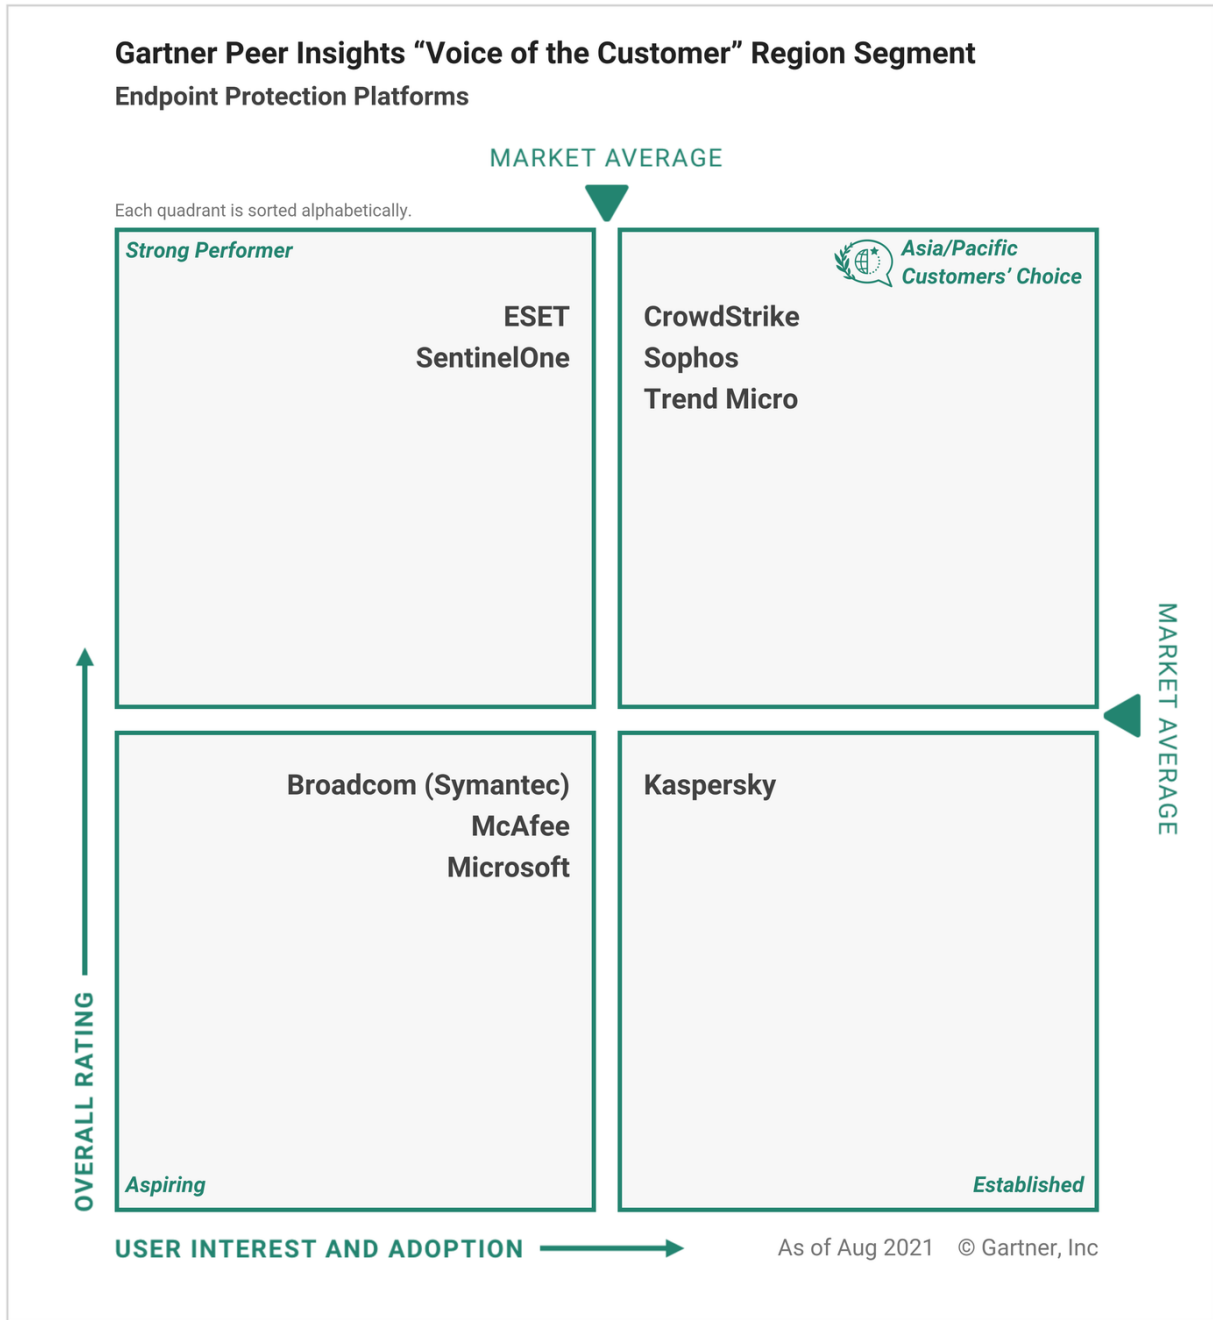 Gartner Peer Insights “Voice of the Customer” Region Segment
Endpoint Protection Platforms
MARKET AVERAGE
Each quadrant is sorted alphabetically.
Strong Performer
ESET
SentinelOne
Asia/Pacific
Customers’ Choice
CrowdStrike
Sophos
Trend Micro
MARKET AVERAGE
Broadcom (Symantec)
McAfee
Microsoft
Aspiring
Kaspersky
Established
OVERALL RATING
USER INTEREST AND ADOPTION
As of Aug 2021 © Gartner, Inc